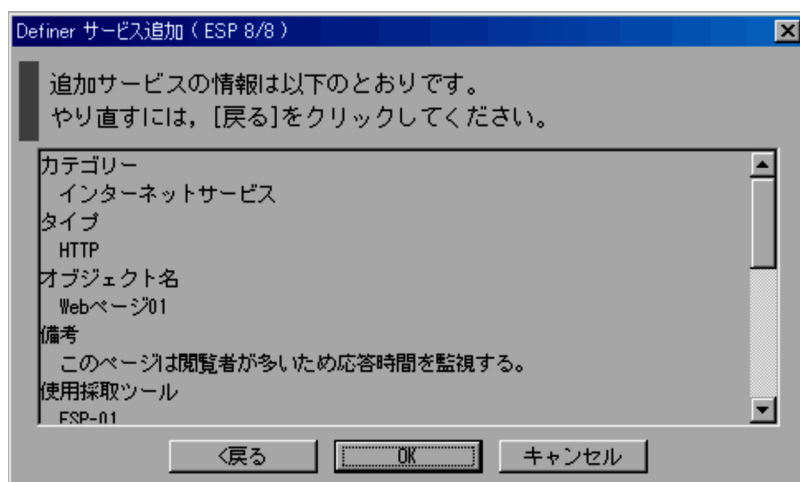 Definer サービス追加 ( ESP 8/8 )
追加サービスの情報は以下のとおりです。
やり直すには，[戻る]をクリックしてください。
カテゴリー
インターネットサービス
タイプ
HTTP
オブジェクト名
Webページ01
備考
このページは閲覧者が多いため応答時間を監視する。
使用採取ツール
ESP-01
<戻る
OK
キャンセル